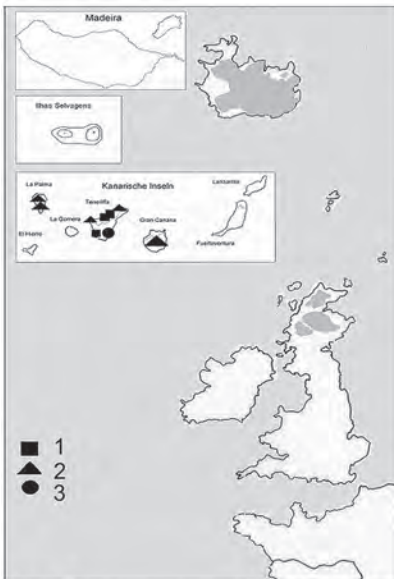 Madeira
Ilhas Selvagens
Kanarische Inseln
La Palma
Teneriffa
Lanzarote
La Gomera
Gran Canaria
El Hierro
Fuerteventura
1
2
3